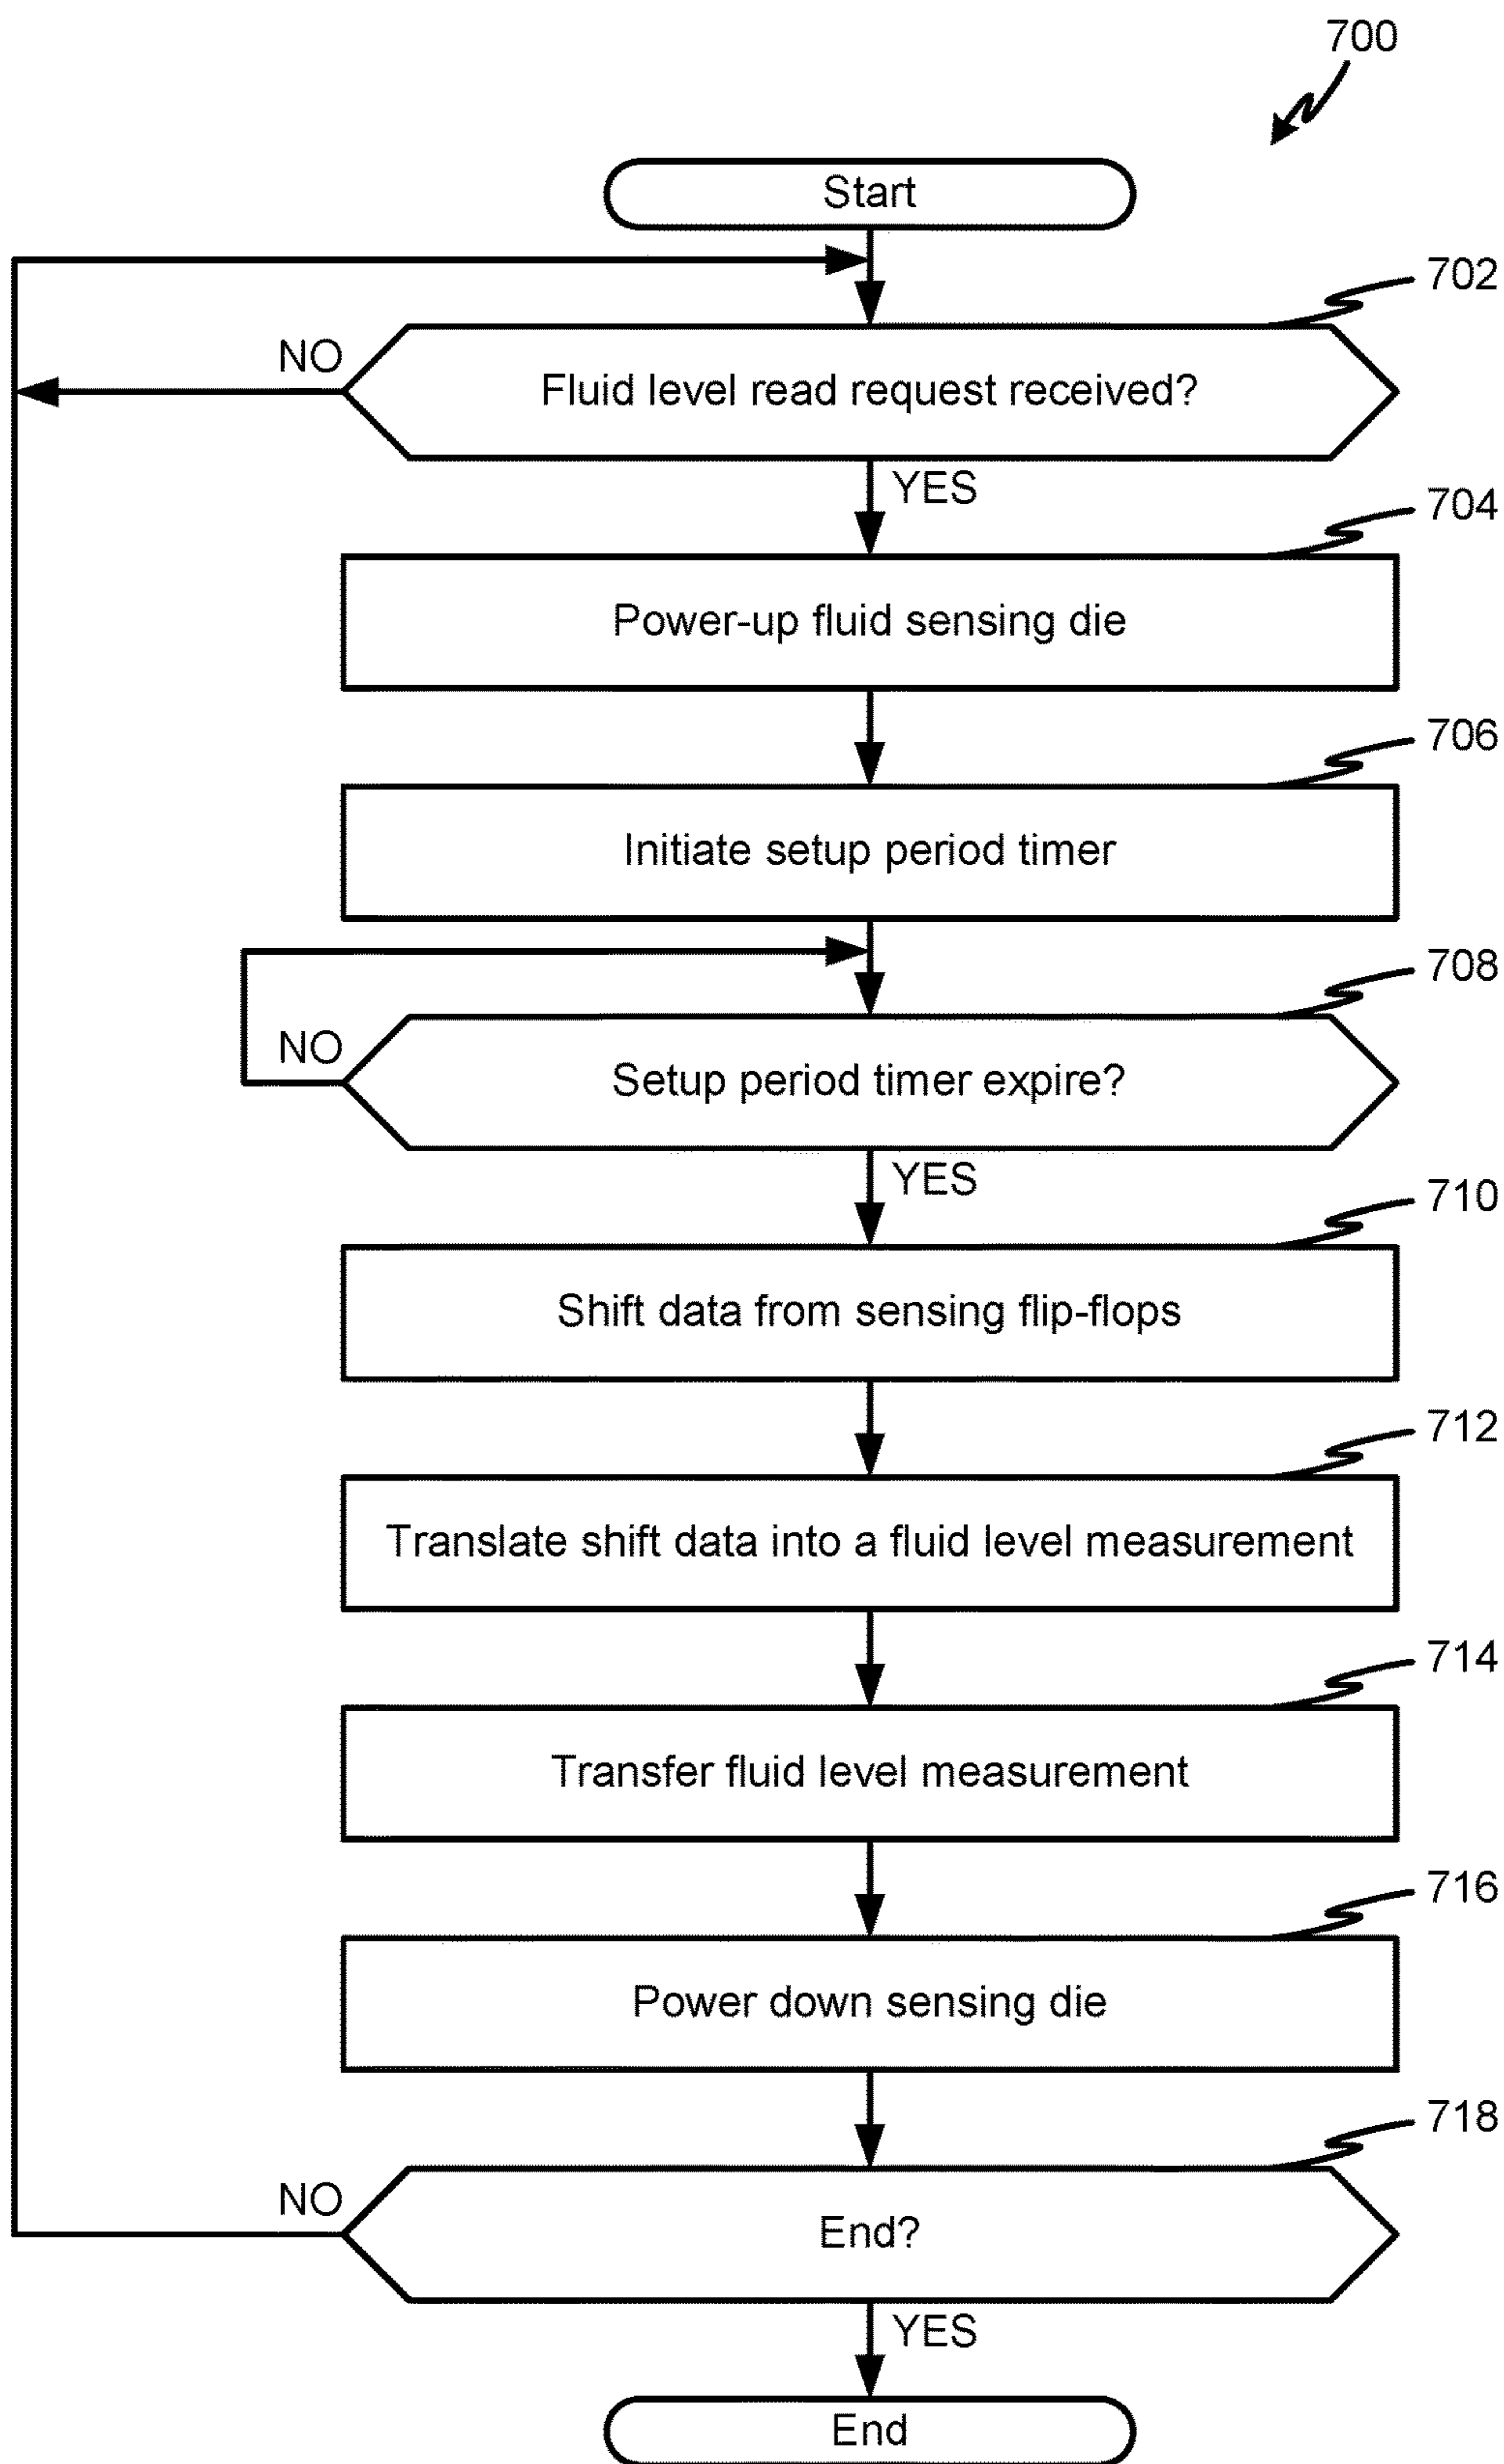 700
Start
702
NO
Fluid level read request received?
YES
704
Power-up fluid sensing die
706
Initiate setup period timer
708
NO
Setup period timer expire?
YES
710
Shift data from sensing flip-flops
712
Translate shift data into a fluid level measurement
714
Transfer fluid level measurement
716
Power down sensing die
718
NO
End?
YES
End